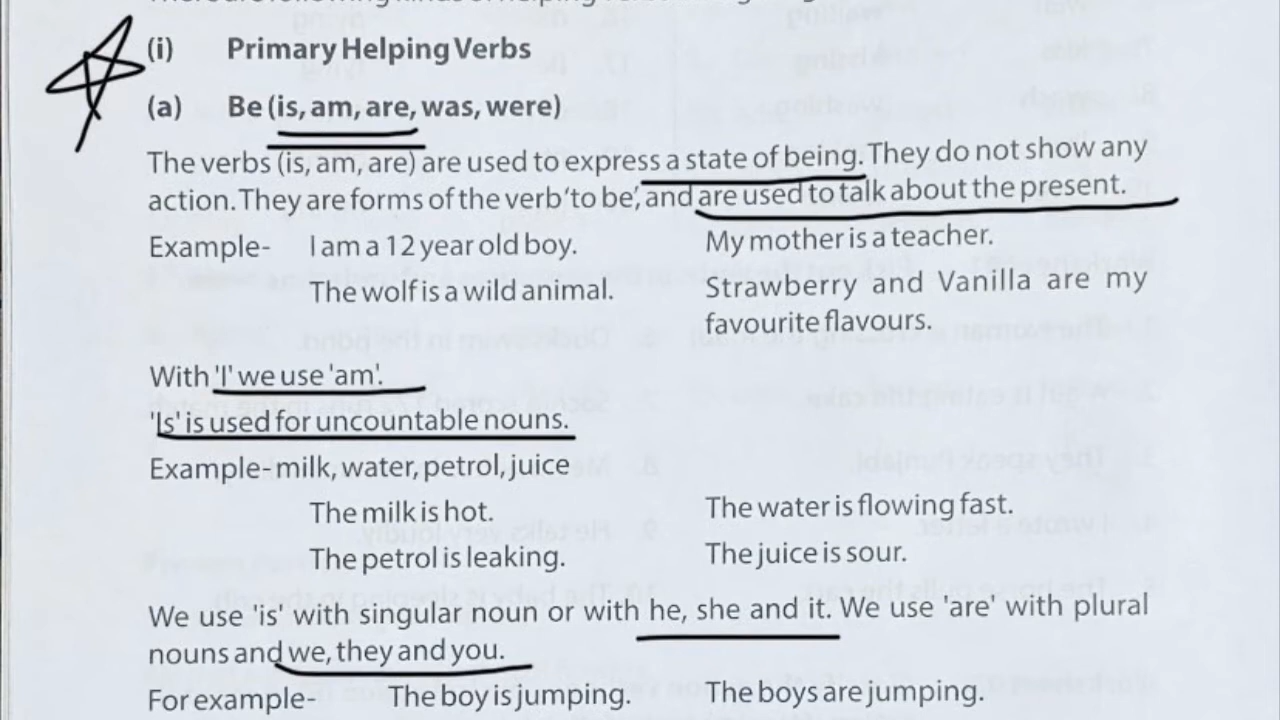 (i) Primary Helping Verbs
(a) Be (is, am, are, was, were)
The verbs (is, am, are) are used to express a state of being. They do not show any
action. They are forms of the verb 'to be', and are used to talk about the present.
Example- I am a 12 year old boy. My mother is a teacher.
The wolf is a wild animal. Strawberry and Vanilla are my
favourite flavours.
With 'I' we use 'am'.
'Is' is used for uncountable nouns.
Example- milk, water, petrol, juice
The milk is hot. The water is flowing fast.
The petrol is leaking. The juice is sour.
We use 'is' with singular noun or with he, she and it. We use 'are' with plural
nouns and we, they and you.
For example- The boy is jumping. The boys are jumping.